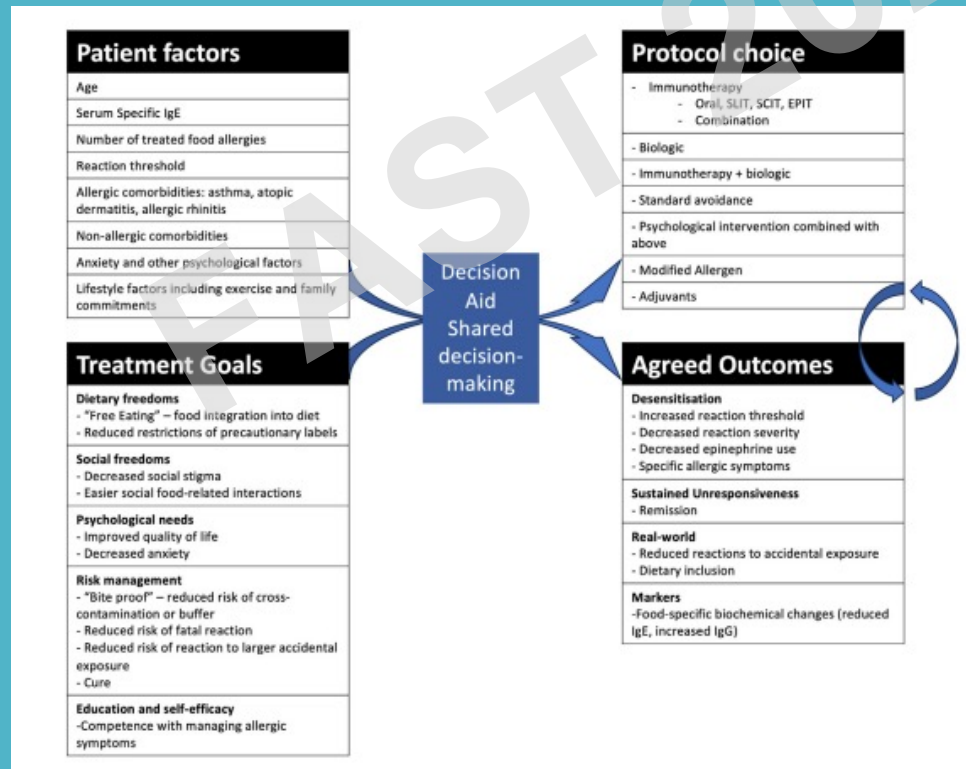 Patient factors
Age
Serum Specific IgE
Number of treated food allergies
Reaction threshold
Allergic comorbidities: asthma, atopic
dermatitis, allergic rhinitis
Non-allergic comorbidities
Anxiety and other psychological factors
Lifestyle factors including exercise and family
commitments
Treatment Goals
Dietary freedoms
- "Free Eating" – food integration into diet
- Reduced restrictions of precautionary labels
Social freedoms
- Decreased social stigma
- Easier social food-related interactions
Psychological needs
- Improved quality of life
- Decreased anxiety
Risk management
- "Bite proof" – reduced risk of cross-
contamination or buffer
- Reduced risk of fatal reaction
- Reduced risk of reaction to larger accidental
exposure
- Cure
Education and self-efficacy
-Competence with managing allergic
symptoms
Decision
Aid
Shared
decision-
making
Protocol choice
- Immunotherapy
- Oral, SLIT, SCIT, EPIT
- Combination
- Biologic
- Immunotherapy + biologic
- Standard avoidance
- Psychological intervention combined with
above
- Modified Allergen
- Adjuvants
Agreed Outcomes
Desensitisation
- Increased reaction threshold
- Decreased reaction severity
- Decreased epinephrine use
- Specific allergic symptoms
Sustained Unresponsiveness
- Remission
Real-world
- Reduced reactions to accidental exposure
- Dietary inclusion
Markers
-Food-specific biochemical changes (reduced
IgE, increased IgG)
FAST